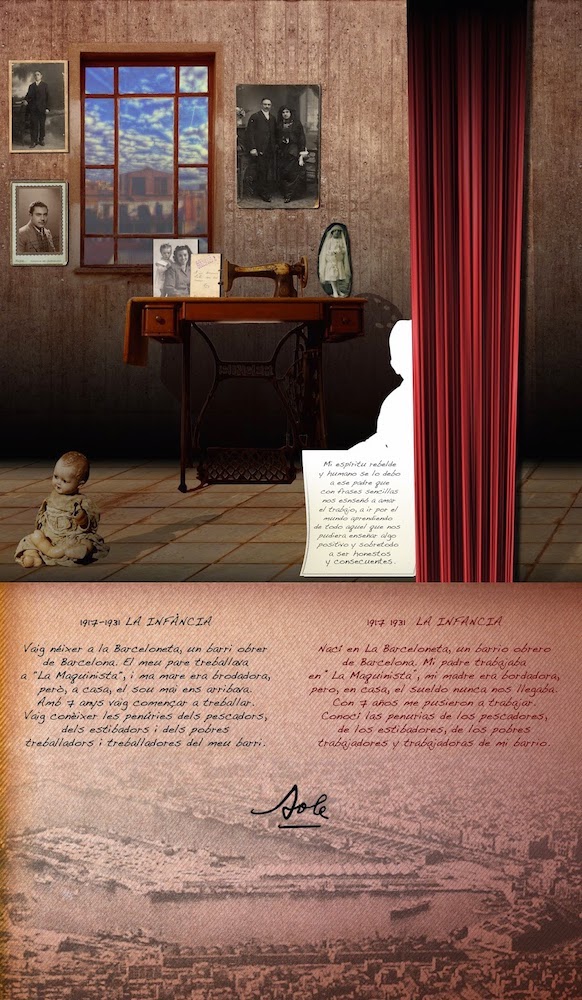 Mi espíritu rebelde
y humano se lo debo
a ese padre que
con frases sencillas
nos esnseñó a amar
el trabajo, a ir por el
mundo aprendiendo
de todo aquel que nos
pudiera enseñar algo
positivo y sobretodo
a ser honestos
y consecuentes.
1917-1931 LA INFÀNCIA
Vaig néixer a la Barceloneta, un barri obrer
de Barcelona. El meu pare treballava
a "La Maquinista", i ma mare era brodadora,
però, a casa, el sou mai ens arribava.
Amb 7 anys vaig començar a treballar.
Vaig conèixer les penúries dels pescadors,
dels estibadors i dels pobres
treballadors i treballadores del meu barri.
1917 1931 LA INFANCIA
Nací en La Barceloneta, un barrio obrero
de Barcelona. Mi padre trabajaba
en "La Maquinista", mi madre era bordadora,
pero, en casa, el sueldo nunca nos llegaba.
Con 7 años me pusieron a trabajar.
Conocí las penurias de los pescadores,
de los estibadores, de los pobres
trabajadores y trabajadoras de mi barrio.
Sole